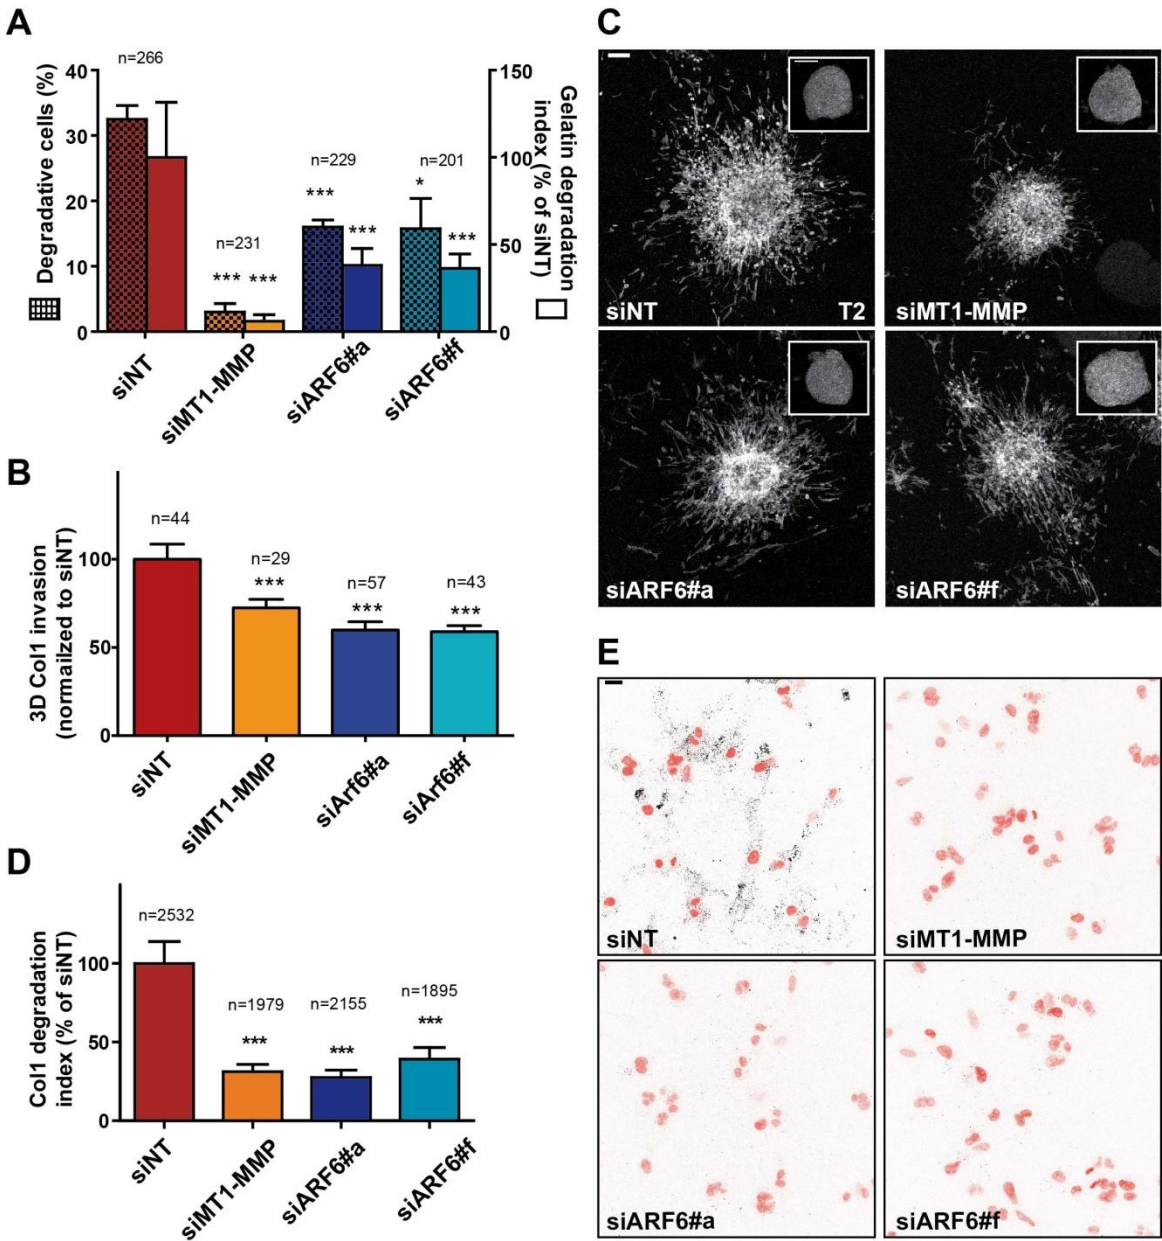 A
n=266
40
30
20
10
0
Degradative cells (%)
150
100
50
0
Gelatin degradation
index (% of siNT)
n=231
*** ***
n=229
***
***
n=201
*
***
siNT
siMT1-MMP
siARF6#a
siARF6#f
B
3D Col1 invasion
(normailzed to siNT)
100
50
0
n=44
n=29
***
n=57
***
n=43
***
siNT
siMT1-MMP
siArf6#a
siArf6#f
D
Col1 degradation
index (% of siNT)
100
50
0
n=2532
n=1979
***
n=2155
***
n=1895
***
siNT
siMT1-MMP
siARF6#a
siARF6#f
C
siNT
T2
siMT1-MMP
siARF6#a
siARF6#f
E
siNT
siMT1-MMP
siARF6#a
siARF6#f